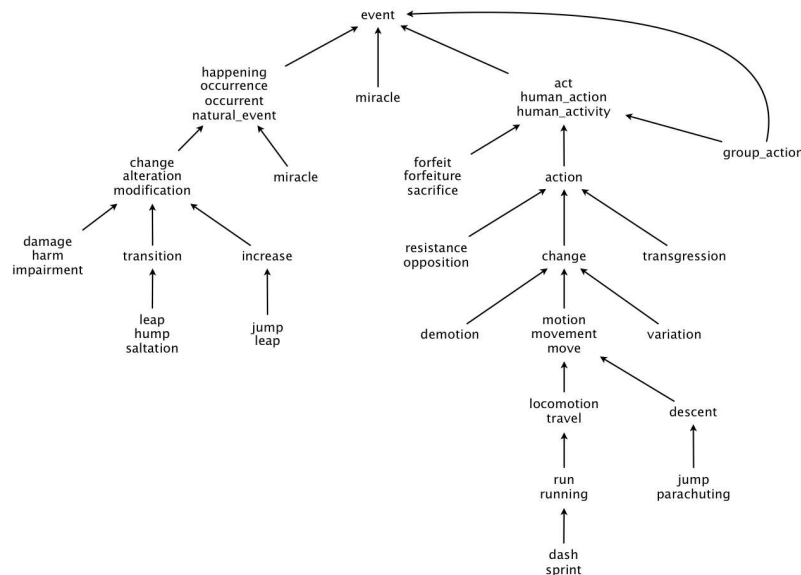 event
happening
occurrence
occurrent
natural_event
miracle
act
human_action
human_activity
group_action
change
alteration
modification
miracle
forfeit
forfeiture
sacrifice
action
damage
harm
impairment
transition
increase
resistance
opposition
change
transgression
leap
hump
saltation
jump
leap
demotion
motion
movement
move
variation
locomotion
travel
descent
run
running
jump
parachuting
dash
sprint